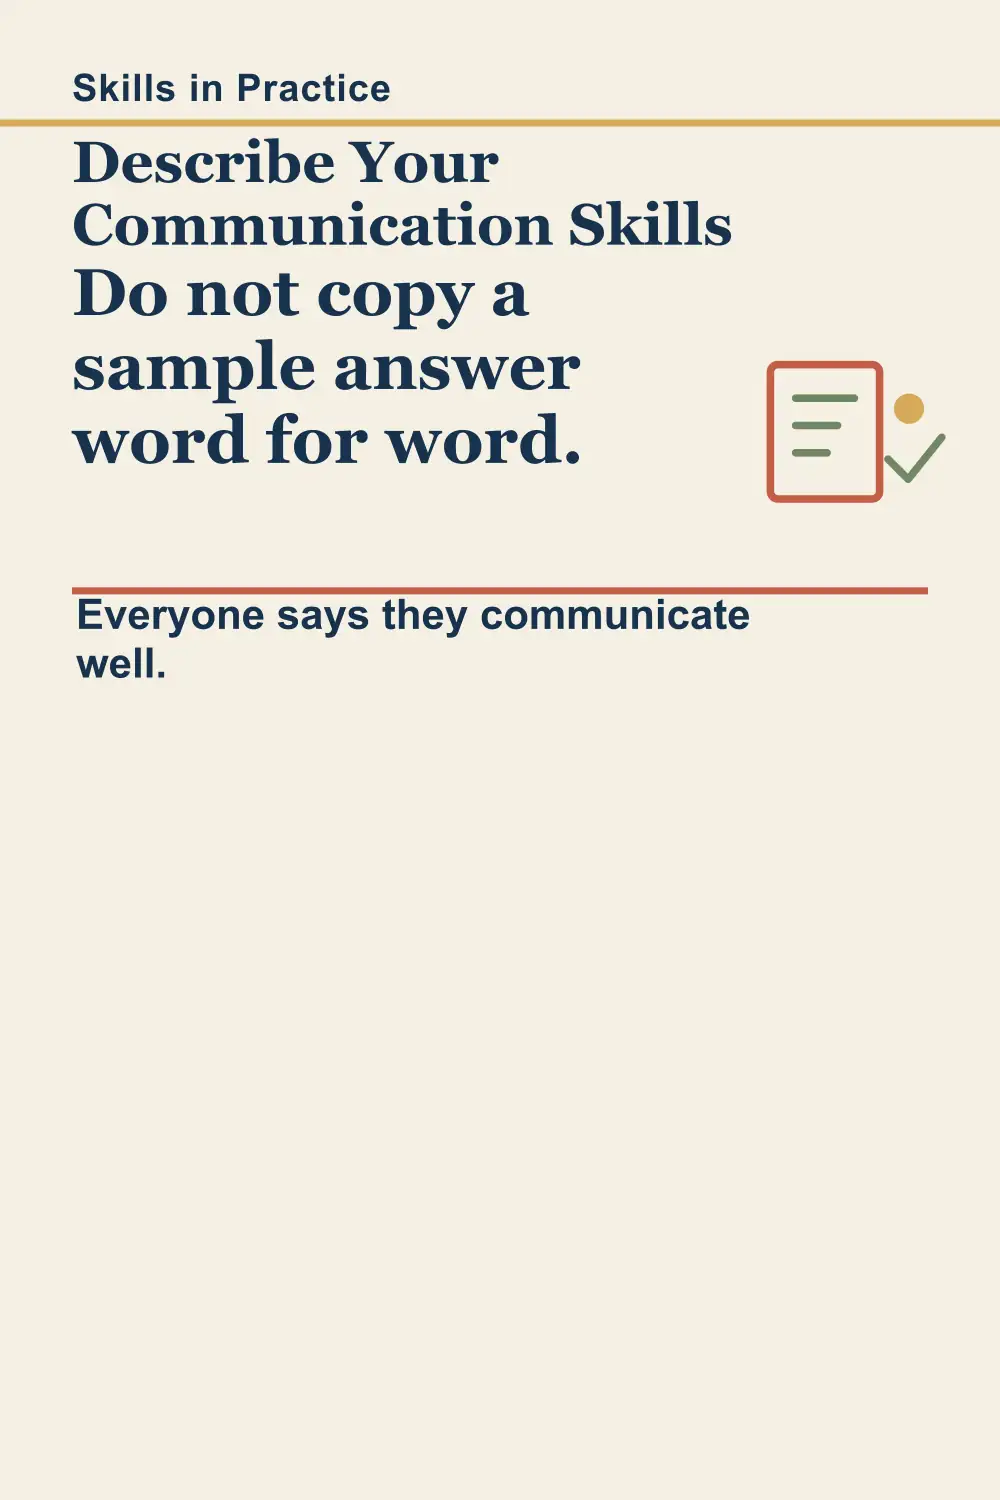 Skills in Practice
Describe Your
Communication Skills
Do not copy a
sample answer
word for word.
Everyone says they communicate
well.